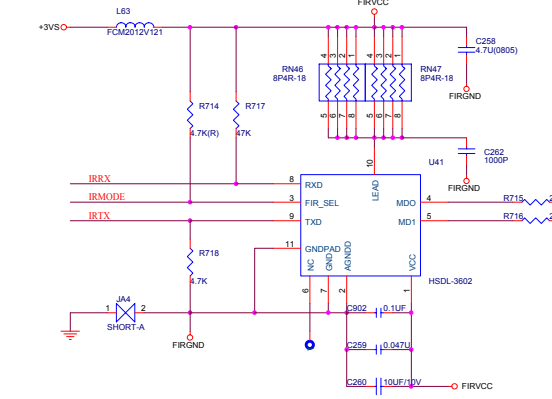 FIRVCC
L63
+3VS
FCM2012V121
C258
4.7U(0805)
4 3 2 1 4 3 2 1
RN46
8P4R-18
RN47
8P4R-18
FIRGND
5 6 7 8 5 6 7 8
R714
4.7K(R)
R717
47K
C262
1000P
U41
10
FIRGND
IRRX
8
RXD
LEAD
IRMODE
3
FIR_SEL
MDO
4
R715
2
IRTX
9
TXD
MD1
5
R716
2
11
GNDPAD
NC
GND
AGNDD
VCC
R718
4.7K
HSDL-3602
6
7
2
1
JA4
1
2
SHORT-A
C902
0.1UF
FIRGND
C259
0.047U
C260
10UF/10V
FIRVCC